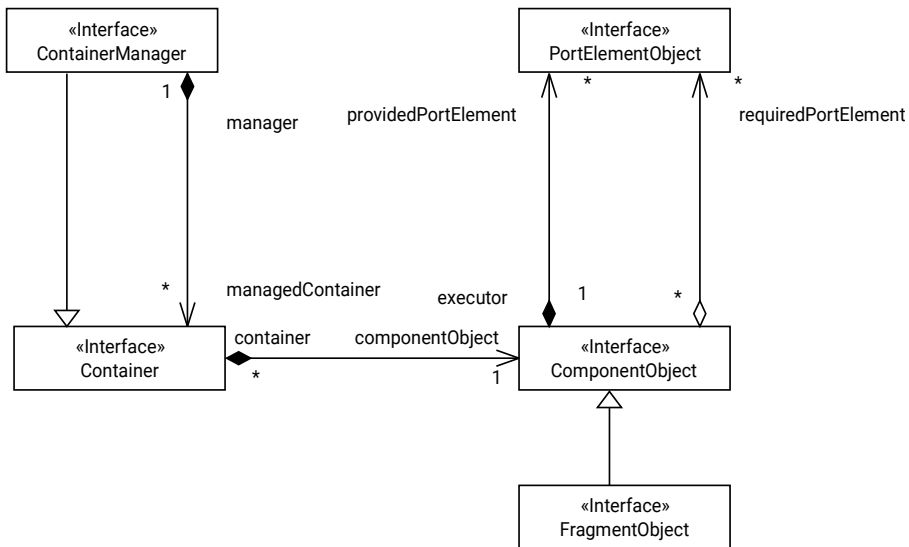 «Interface»
ContainerManager
«Interface»
PortElementObject
1
*
*
manager
providedPortElement
requiredPortElement
*
managedContainer
executor
1
*
«Interface»
Container
container
componentObject
*
1
«Interface»
ComponentObject
«Interface»
FragmentObject